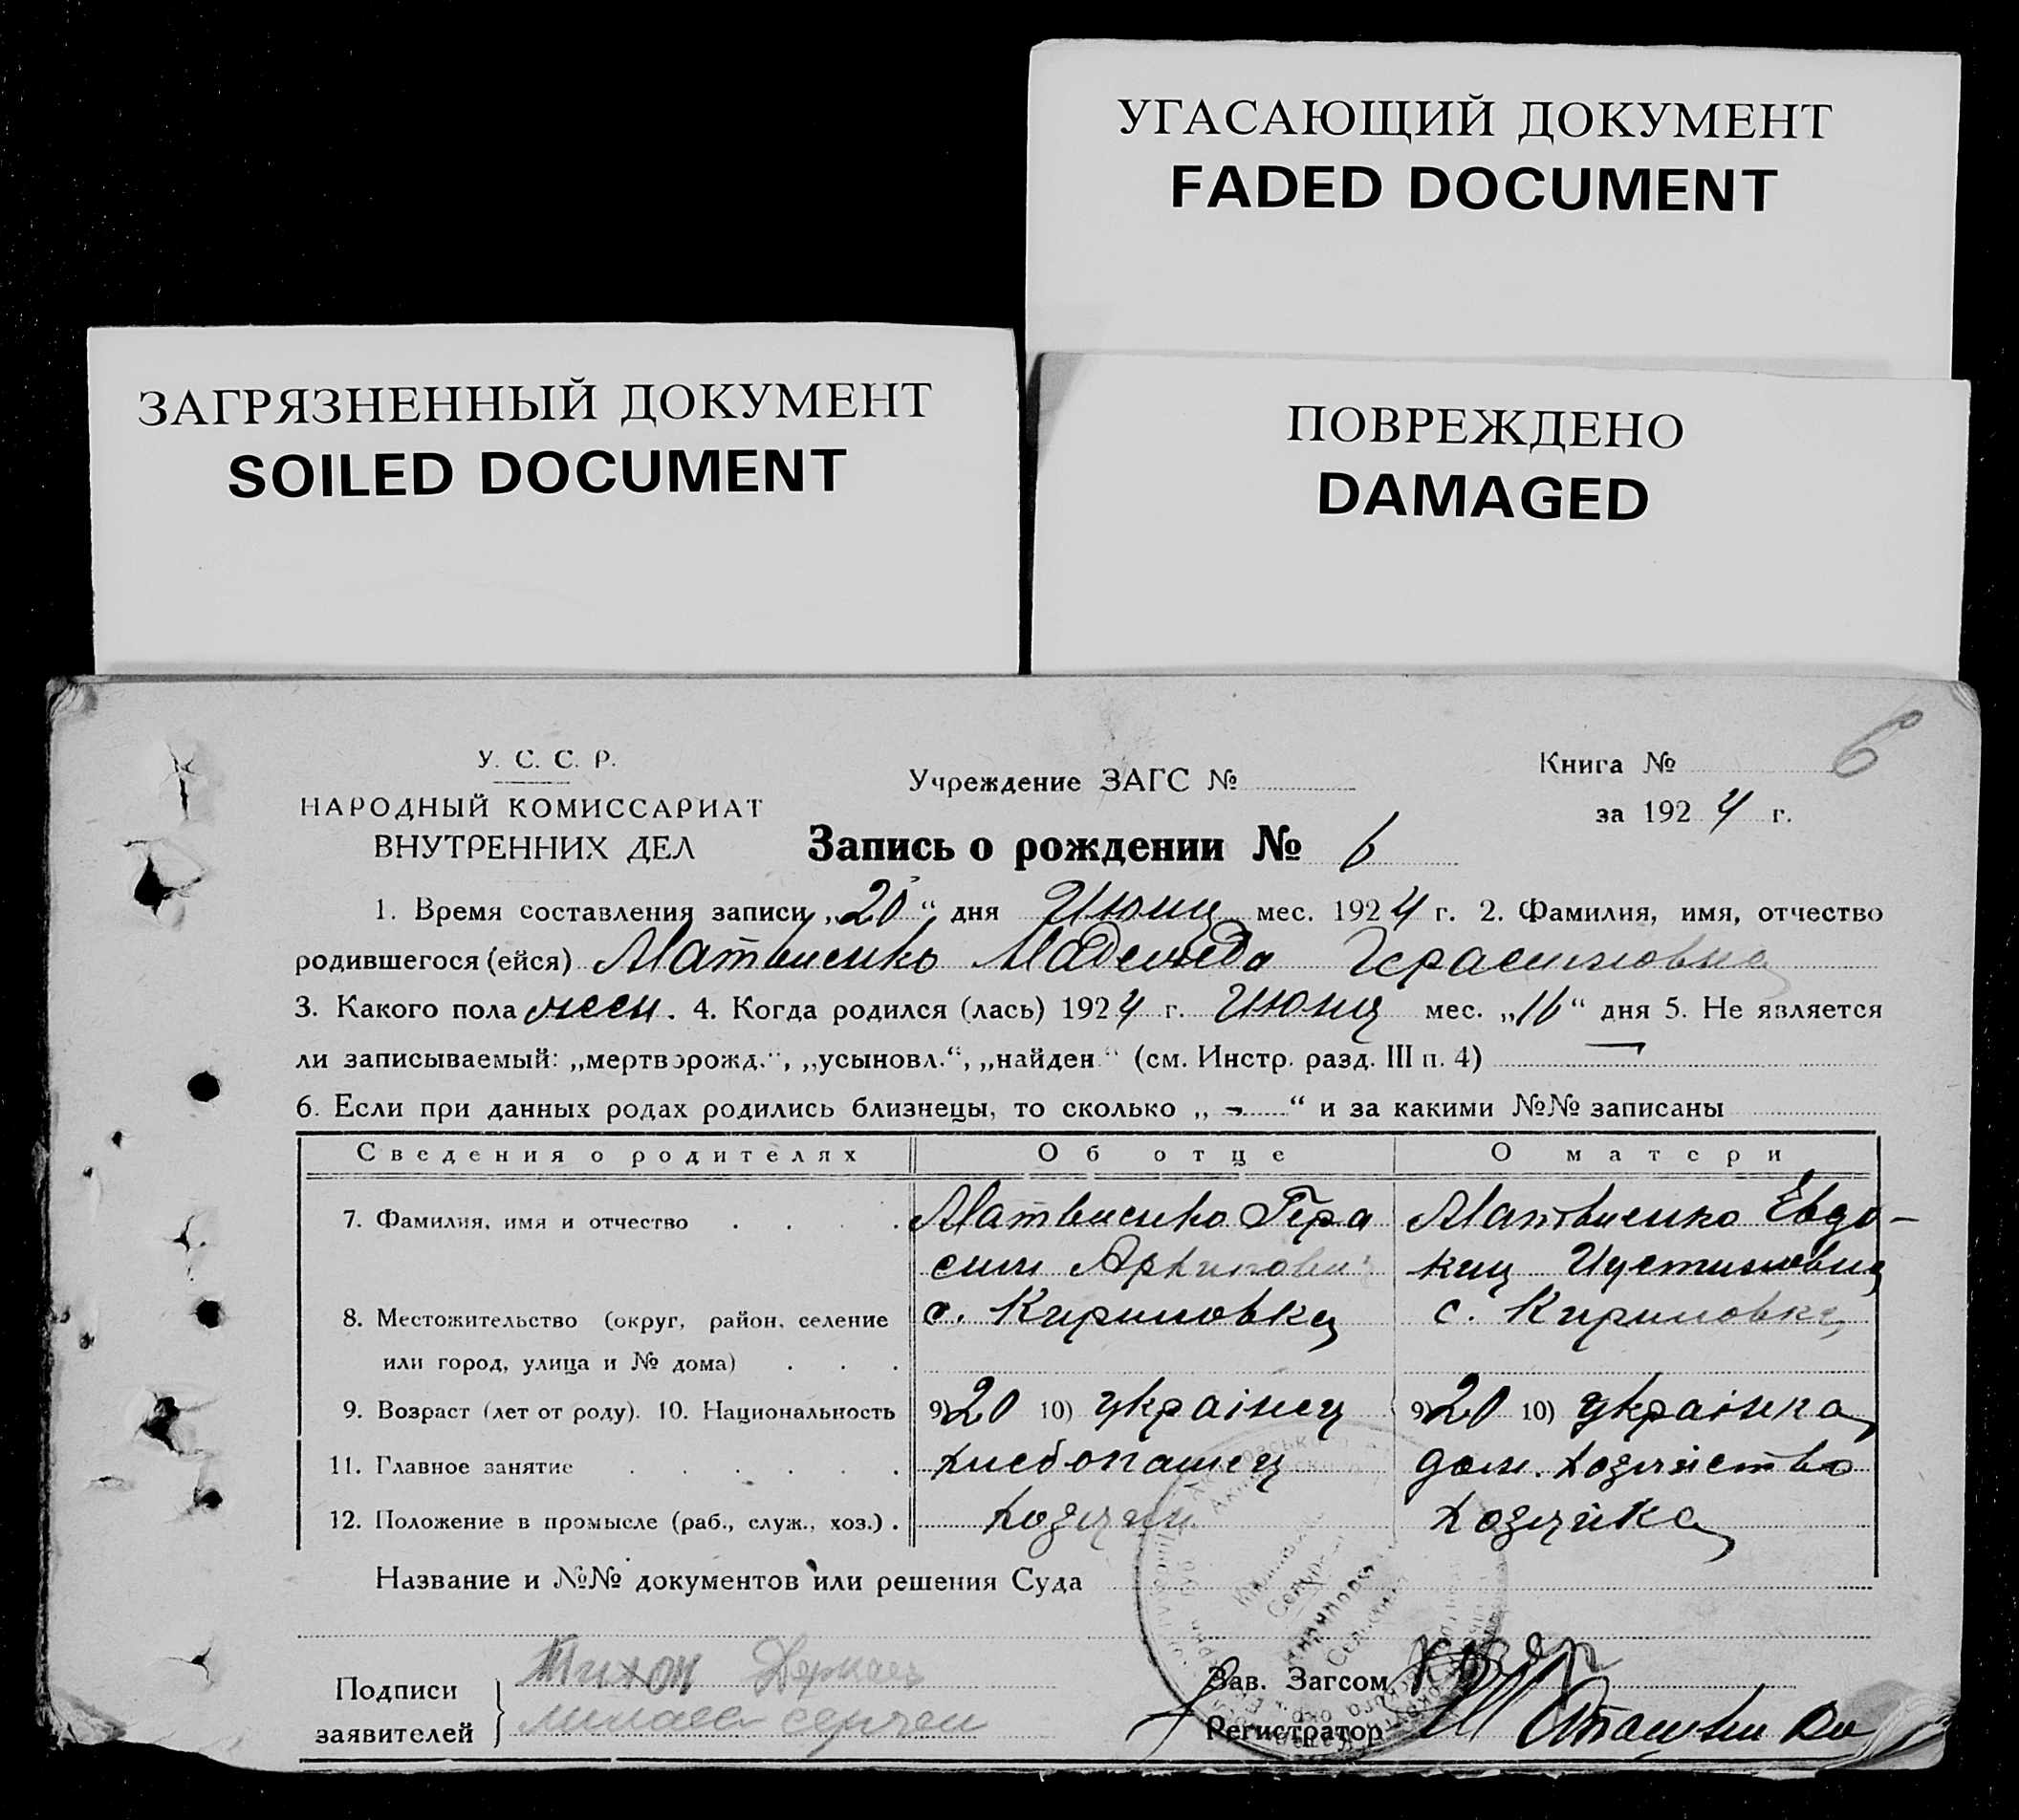 УГАСАЮЩИЙ ДОКУМЕНТ
FADED DOCUMENT
ЗАГРЯЗНЕННЫЙ ДОКУМЕНТ
SOILED DOCUMENT
ПОВРЕЖДЕНО
DAMAGED
6
У. С. С. Р.
НАРОДНЫЙ КОМИССАРИАТ
ВНУТРЕННИХ ДЕЛ
Учреждение ЗАГС №
Книга №
за 1924 г.
Запись о рождении № 6
1. Время составления записи „20“ дня Июня мес. 1924 г. 2. Фамилия, имя, отчество
родившегося (ейся) Матвиенко Надежда Герасимовна
3. Какого пола жен. 4. Когда родился (лась) 1924 г. Июня мес. „16“ дня 5. Не является
ли записываемый: „мертворожд.“, „усыновл.“, „найден“ (см. Инстр. разд. III п. 4) —
6. Если при данных родах родились близнецы, то сколько „ - “ и за какими №№ записаны
Сведения о родителях Об отце О матери
7. Фамилия, имя и отчество Матвиенко Гера Матвиенко Евдо-
сим Архипович кия Иустиновна
8. Местожительство (округ, район, селение с. Кириловка с. Кириловка
или город, улица и № дома)
9. Возраст (лет от роду). 10. Национальность 9) 20 10) украінец 9) 20 10) украінка
11. Главное занятие хлебопашец дом. хозяйство
12. Положение в промысле (раб., служ., хоз.) хозяин хозяйка
Название и №№ документов или решения Суда
Подписи
заявителей
Тихон
Зав. Загсом
Регистратор